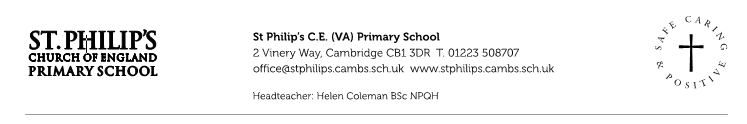 ST. PHILIP'S
CHURCH OF ENGLAND
PRIMARY SCHOOL
St Philip's C.E. (VA) Primary School
2 Vinery Way, Cambridge CB1 3DR T. 01223 508707
office@stphilips.cambs.sch.uk www.stphilips.cambs.sch.uk
Headteacher: Helen Coleman BSc NPQH
SAFE CARING & POSITIVE